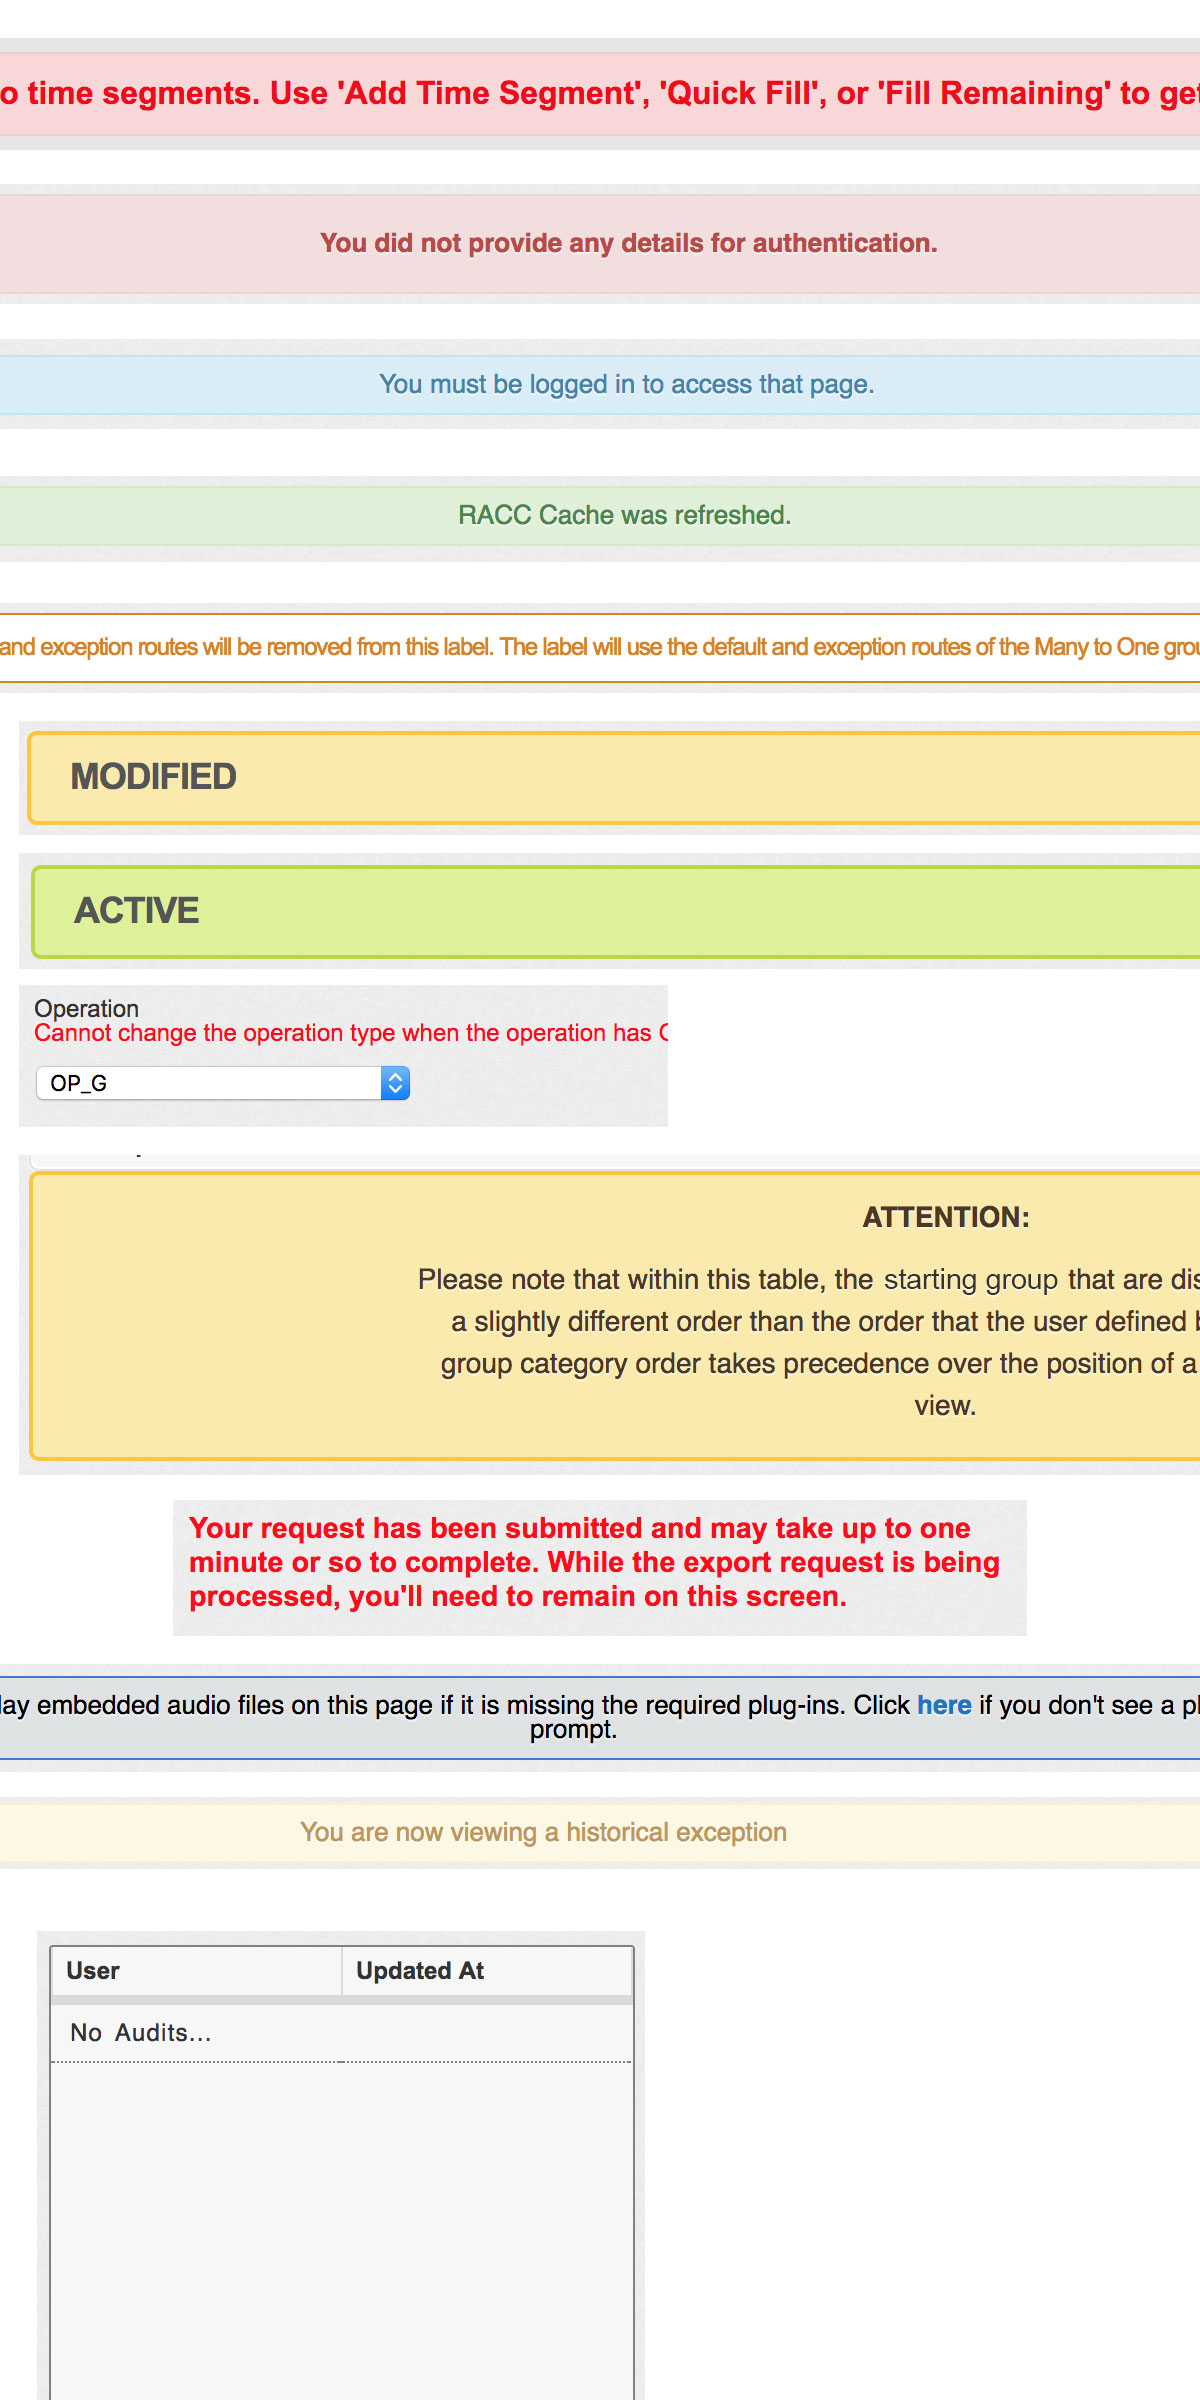 o time segments. Use 'Add Time Segment', 'Quick Fill', or 'Fill Remaining' to get
You did not provide any details for authentication.
You must be logged in to access that page.
RACC Cache was refreshed.
and exception routes will be removed from this label. The label will use the default and exception routes of the Many to One grou
MODIFIED
ACTIVE
Operation
Cannot change the operation type when the operation has
OP_G
ATTENTION:
Please note that within this table, the starting group that are dis
a slightly different order than the order that the user defined
group category order takes precedence over the position of a
view.
Your request has been submitted and may take up to one
minute or so to complete. While the export request is being
processed, you'll need to remain on this screen.
lay embedded audio files on this page if it is missing the required plug-ins. Click here if you don't see a pl
prompt.
You are now viewing a historical exception
User Updated At
No Audits...